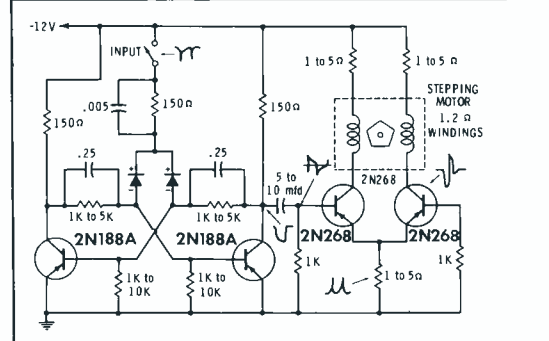 -12V
INPUT
1 to 5 Ω
1 to 5 Ω
STEPPING
MOTOR
1.2 Ω
WINDINGS
.005
150Ω
150Ω
150Ω
.25
.25
5 to
10 mfd
2N268
1K to 5K
1K to 5K
2N188A
2N188A
2N268
2N268
1K to
10K
1K to
10K
1K
1 to 5Ω
1K